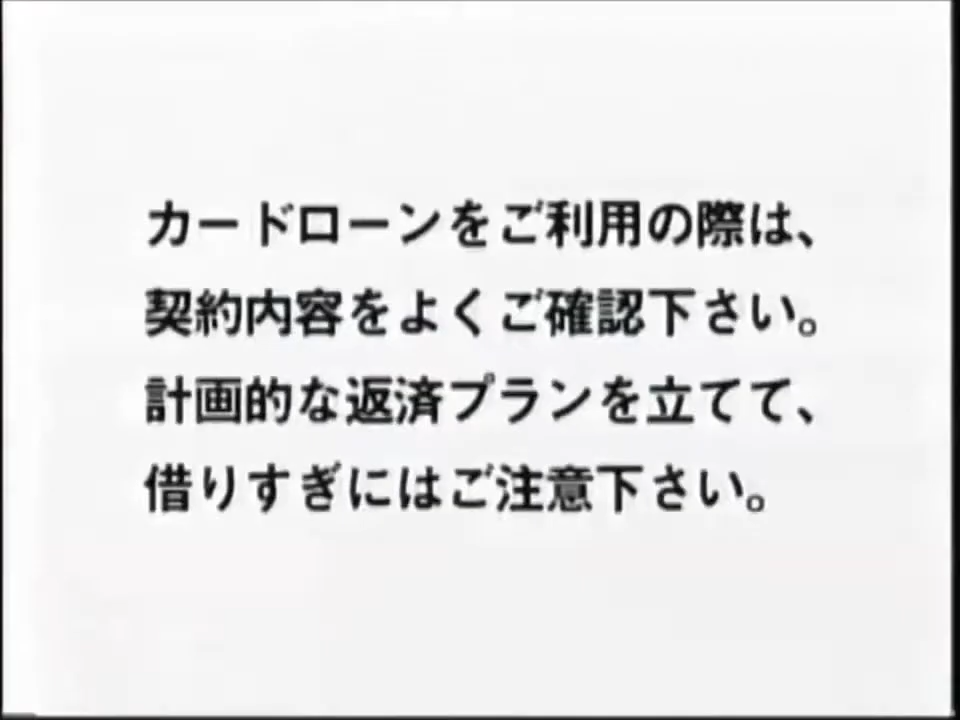 カードローンをご利用の際は、
契約内容をよくご確認下さい。
計画的な返済プランを立てて、
借りすぎにはご注意下さい。